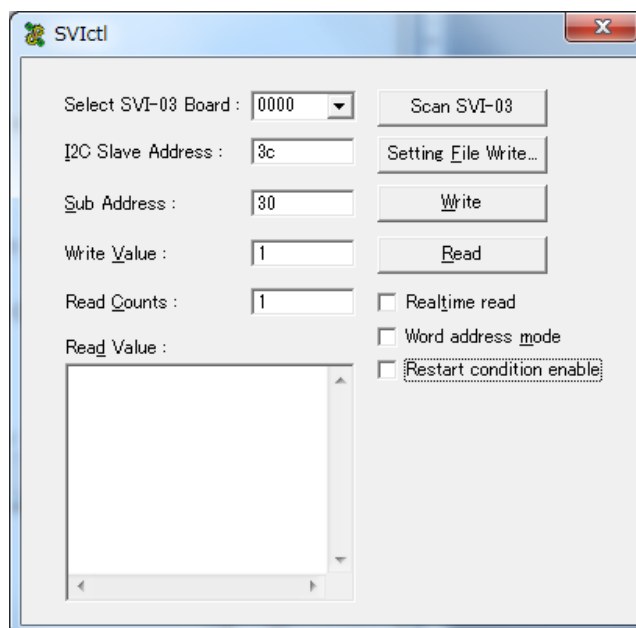 SVIctl
Select SVI-03 Board : 0000 Scan SVI-03
I2C Slave Address : 3c Setting File Write...
Sub Address : 30 Write
Write Value : 1 Read
Read Counts : 1 Realtime read
Word address mode
Read Value :
Restart condition enable